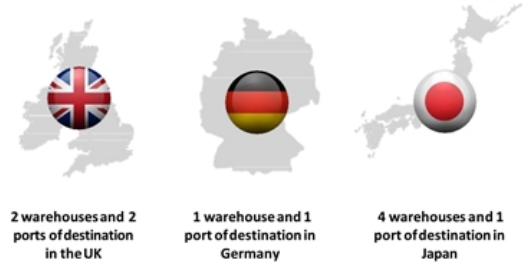 2 warehouses and 2
ports of destination
in the UK
1 warehouse and 1
port of destination in
Germany
4 warehouses and 1
port of destination in
Japan